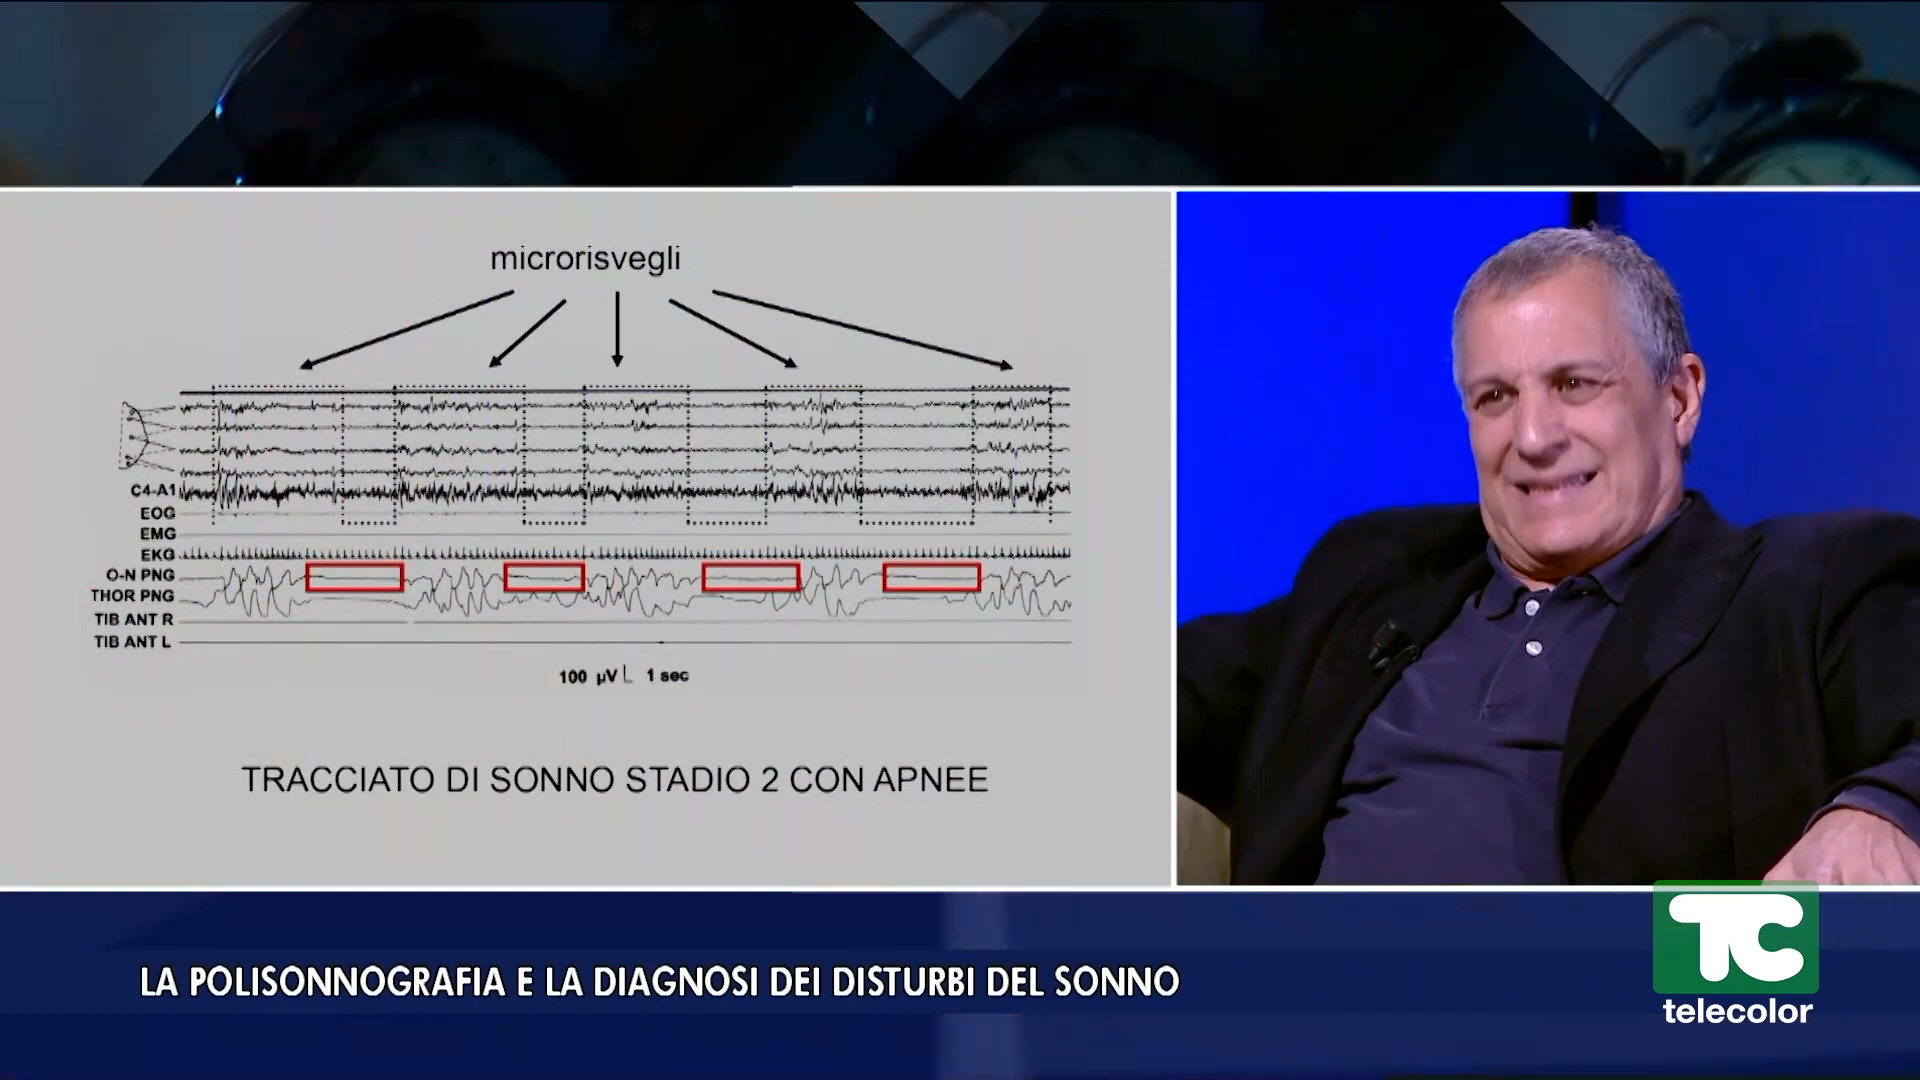 microrisvegli
C4-A1
EOG
EMG
EKG
O-N PNG
THOR PNG
TIB ANT R
TIB ANT L
100 µV 1 sec
TRACCIATO DI SONNO STADIO 2 CON APNEE
LA POLISONNOGRAFIA E LA DIAGNOSI DEI DISTURBI DEL SONNO
TC
telecolor